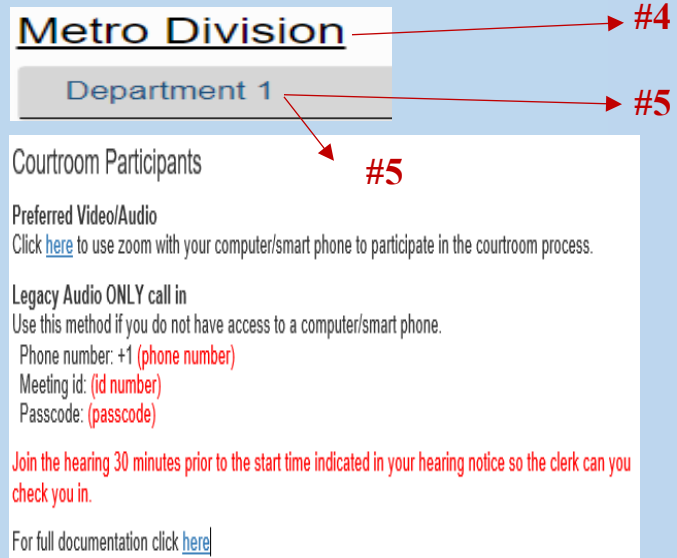 Metro Division
#4
Department 1
#5
#5
Courtroom Participants
Preferred Video/Audio
Click here to use zoom with your computer/smart phone to participate in the courtroom process.
Legacy Audio ONLY call in
Use this method if you do not have access to a computer/smart phone.
Phone number: +1 (phone number)
Meeting id: (id number)
Passcode: (passcode)
Join the hearing 30 minutes prior to the start time indicated in your hearing notice so the clerk can you
check you in.
For full documentation click here